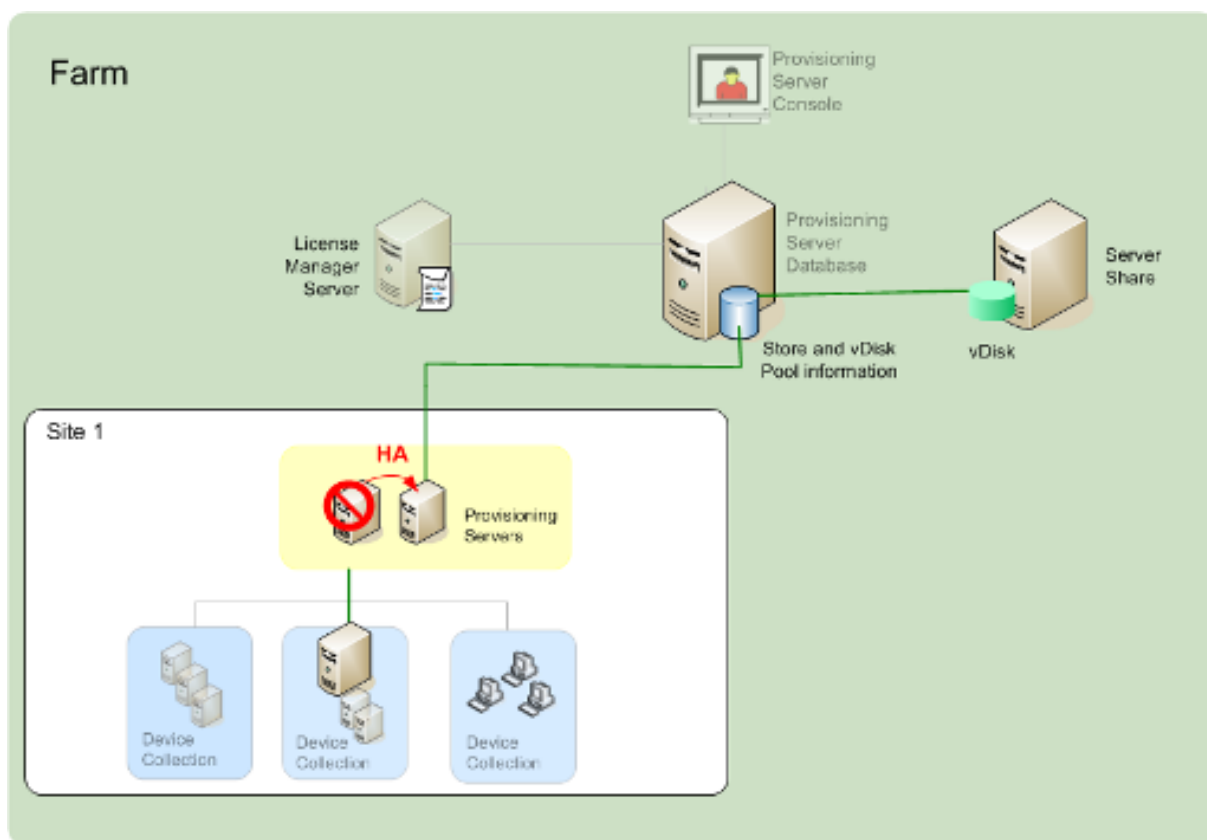 Farm
Provisioning
Server
Console
License
Manager
Server
Provisioning
Server
Database
Server
Share
Store and vDisk
Pool information
vDisk
Site 1
HA
Provisioning
Servers
Device
Collection
Device
Collection
Device
Collection